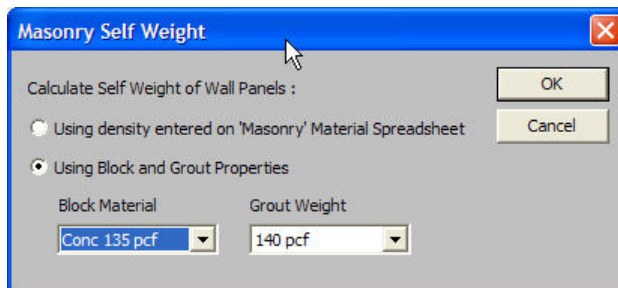 Masonry Self Weight
Calculate Self Weight of Wall Panels :
OK
Using density entered on 'Masonry' Material Spreadsheet
Cancel
Using Block and Grout Properties
Block Material Grout Weight
Conc 135 pcf 140 pcf